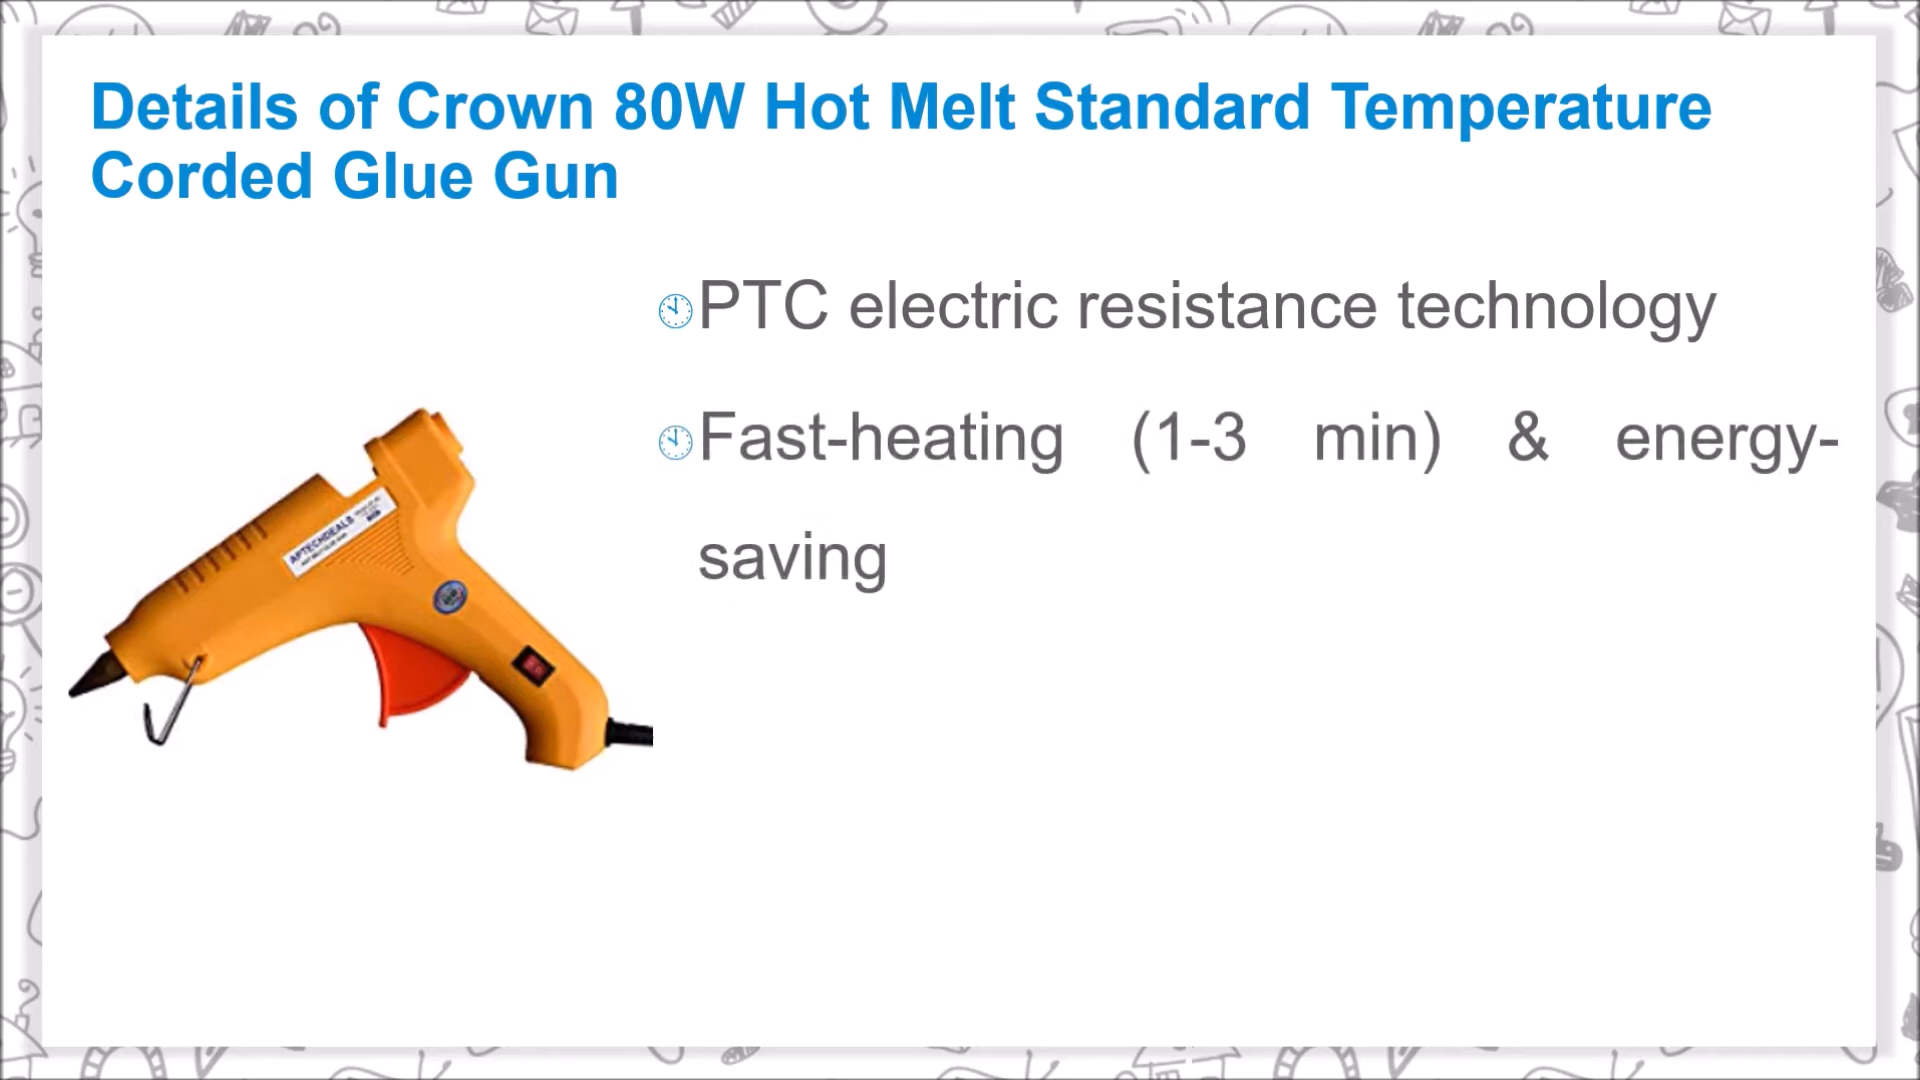 Details of Crown 80W Hot Melt Standard Temperature
Corded Glue Gun
PTC electric resistance technology
Fast-heating (1-3 min) & energy-
saving
APTECHDEALS